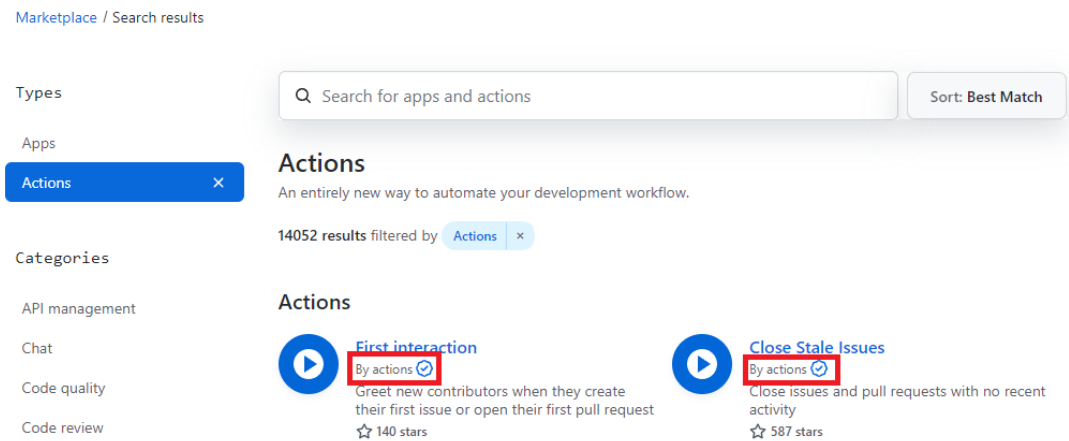 Marketplace / Search results
Types
Apps
Actions ×
Categories
API management
Chat
Code quality
Code review
Search for apps and actions
Sort: Best Match
Actions
An entirely new way to automate your development workflow.
14052 results filtered by Actions ×
Actions
First interaction
By actions
Greet new contributors when they create
their first issue or open their first pull request
140 stars
Close Stale Issues
By actions
Close issues and pull requests with no recent
activity
587 stars